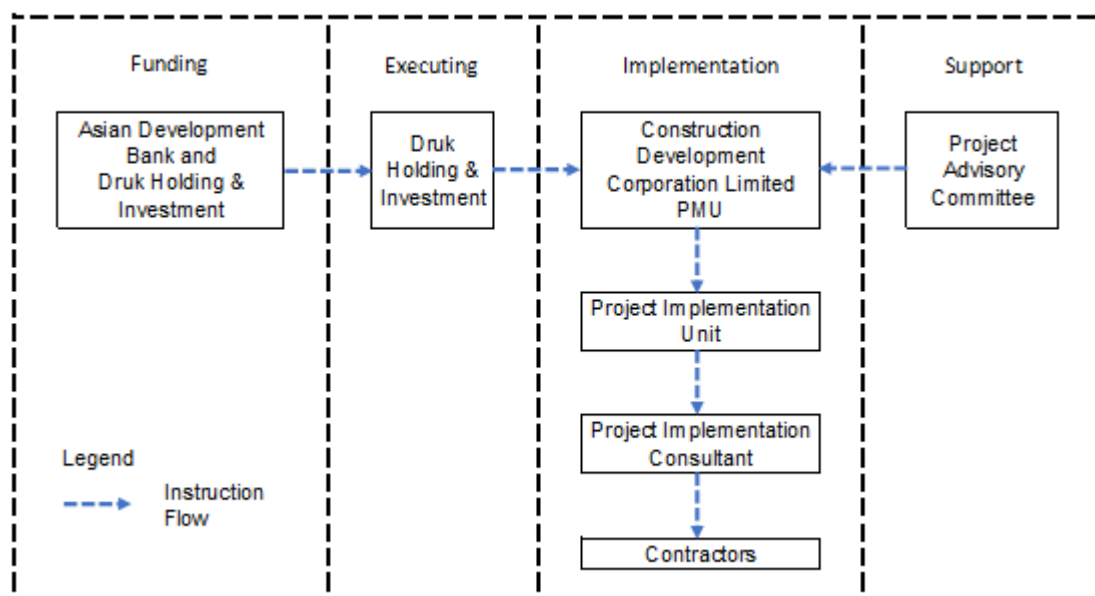 Funding
Executing
Implementation
Support
Asian Development
Bank and
Druk Holding &
Investment
Druk
Holding &
Investment
Construction
Development
Corporation Limited
PMU
Project
Advisory
Committee
Project Implementation
Unit
Project Implementation
Consultant
Contractors
Legend
Instruction
Flow